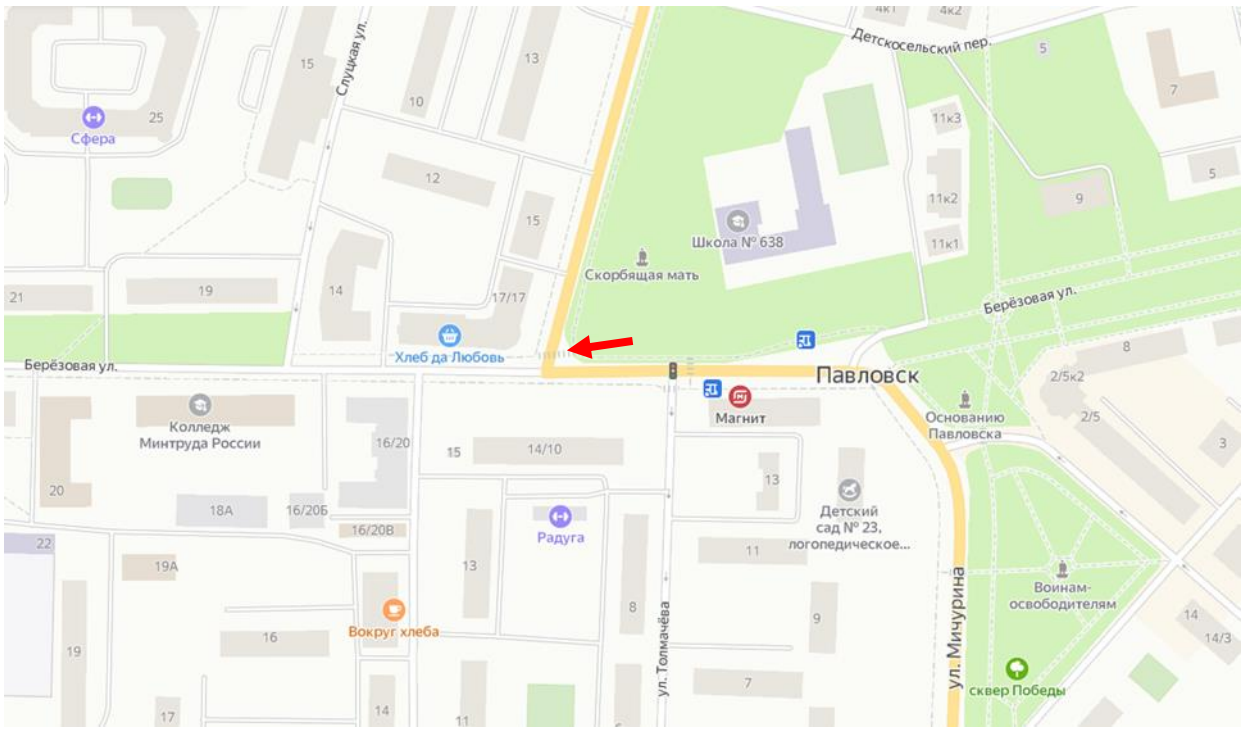 4к1
4к2
Детскосельский пер.
5
Слуцкая ул.
15
13
7
25
Сфера
10
11к3
12
5
11к2
9
15
Школа № 638
11к1
Скорбящая мать
21
19
14
17/17
Берёзовая ул.
8
Хлеб да Любовь
Берёзовая ул.
Павловск
2/5к2
Магнит
Основанию
Павловска
2/5
Колледж
Минтруда России
16/20
15
14/10
3
13
20
18А
16/20Б
Радуга
Детский
сад № 23,
логопедическое...
16/20В
22
19А
13
11
Воинам-
освободителям
Вокруг хлеба
8
9
14
14/3
16
19
ул. Толмачёва
ул. Мичурина
7
сквер Победы
17
14
11